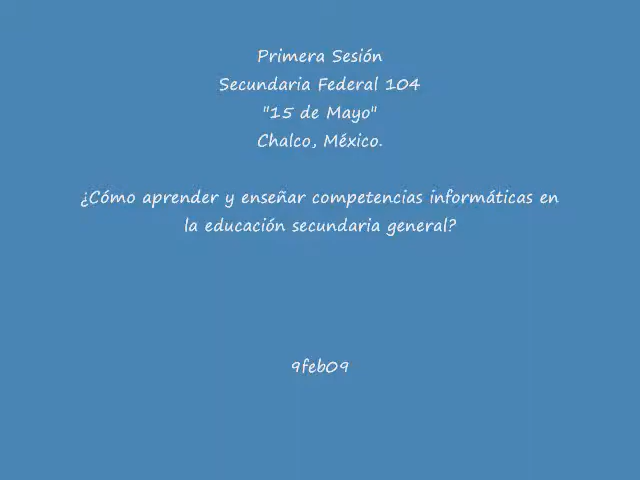 Primera Sesión
Secundaria Federal 104
"15 de Mayo"
Chalco, México.
¿Cómo aprender y enseñar competencias informáticas en
la educación secundaria general?
9feb09